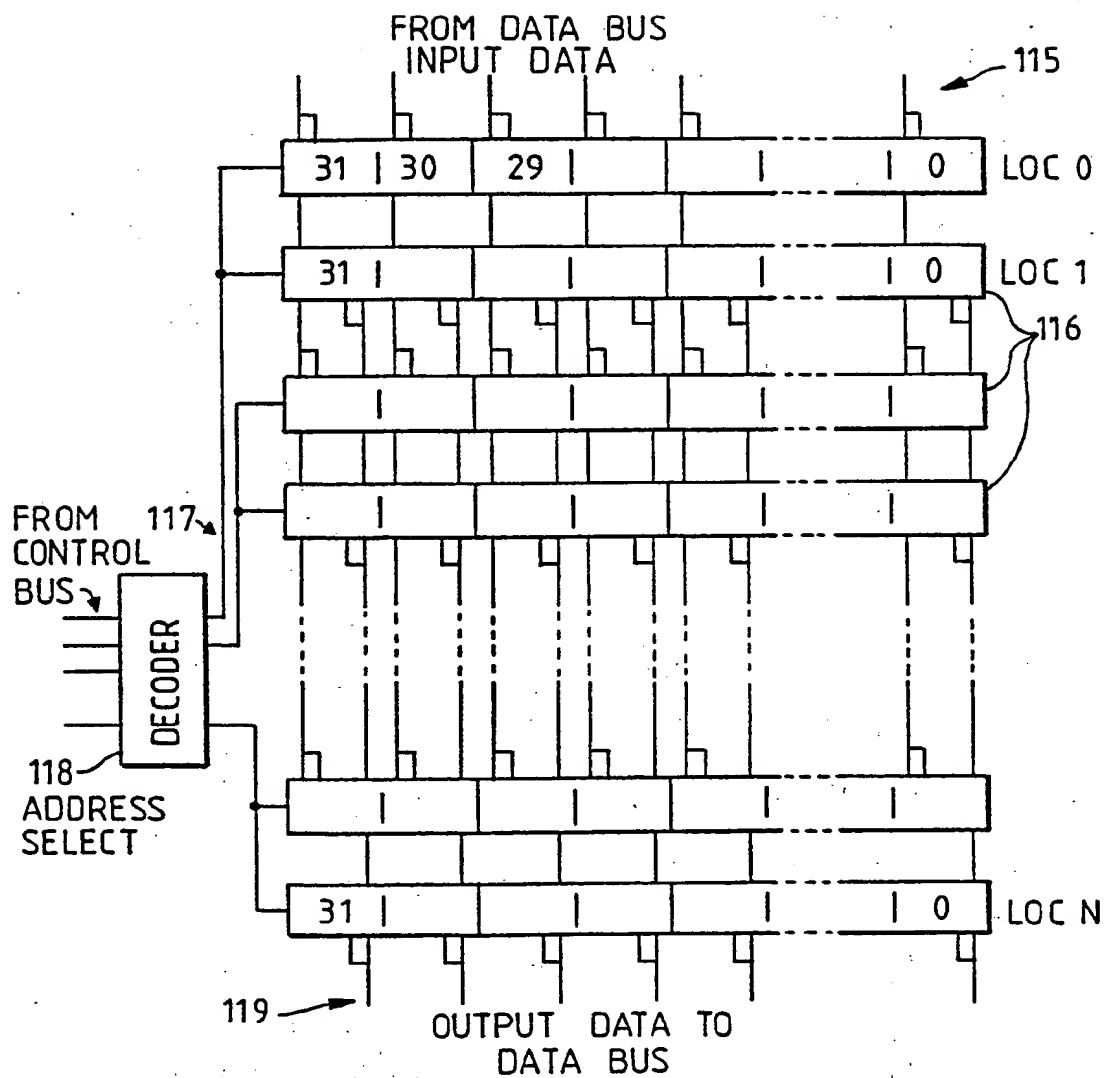 FROM DATA BUS
INPUT DATA
115
31 30 29 0 LOC 0
31 0 LOC 1
116
FROM
CONTROL
BUS
117
DECODER
118
ADDRESS
SELECT
31 0 LOC N
119
OUTPUT DATA TO
DATA BUS